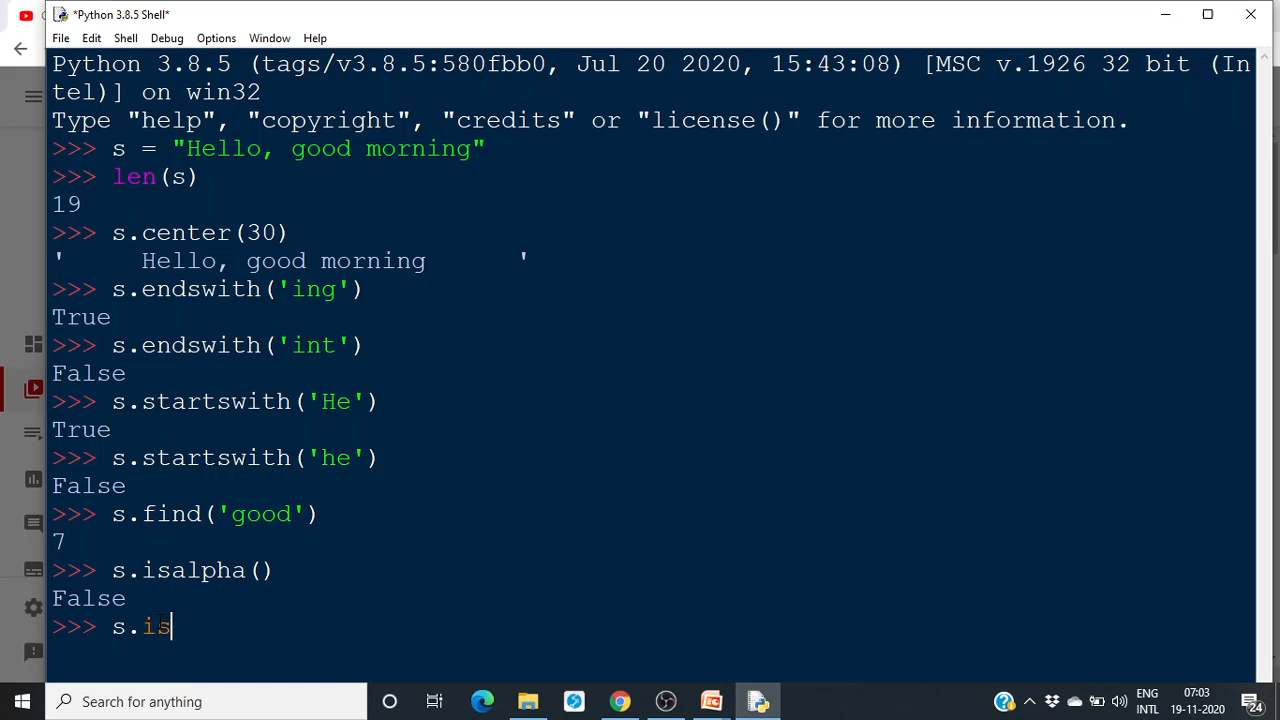 *Python 3.8.5 Shell*
File Edit Shell Debug Options Window Help
Python 3.8.5 (tags/v3.8.5:580fbb0, Jul 20 2020, 15:43:08) [MSC v.1926 32 bit (In
tel)] on win32
Type "help", "copyright", "credits" or "license()" for more information.
>>> s = "Hello, good morning"
>>> len(s)
19
>>> s.center(30)
'     Hello, good morning      '
>>> s.endswith('ing')
True
>>> s.endswith('int')
False
>>> s.startswith('He')
True
>>> s.startswith('he')
False
>>> s.find('good')
7
>>> s.isalpha()
False
>>> s.is
Search for anything
ENG
INTL
07:03
19-11-2020
24